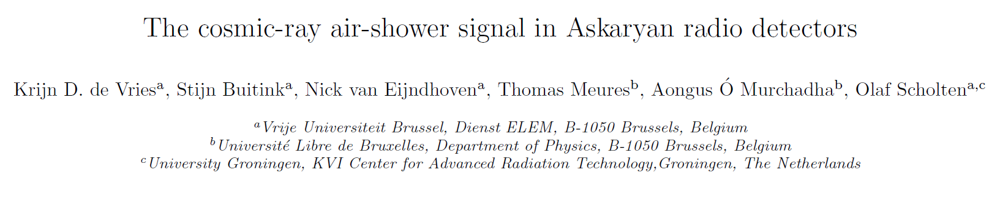 The cosmic-ray air-shower signal in Askaryan radio detectors
Krijn D. de Vriesᵃ, Stijn Buitinkᵃ, Nick van Eijndhovenᵃ, Thomas Meuresᵇ, Aongus Ó Murchadhaᵇ, Olaf Scholtenᵃ,ᶜ
ᵃVrije Universiteit Brussel, Dienst ELEM, B-1050 Brussels, Belgium
ᵇUniversité Libre de Bruxelles, Department of Physics, B-1050 Brussels, Belgium
ᶜUniversity Groningen, KVI Center for Advanced Radiation Technology,Groningen, The Netherlands